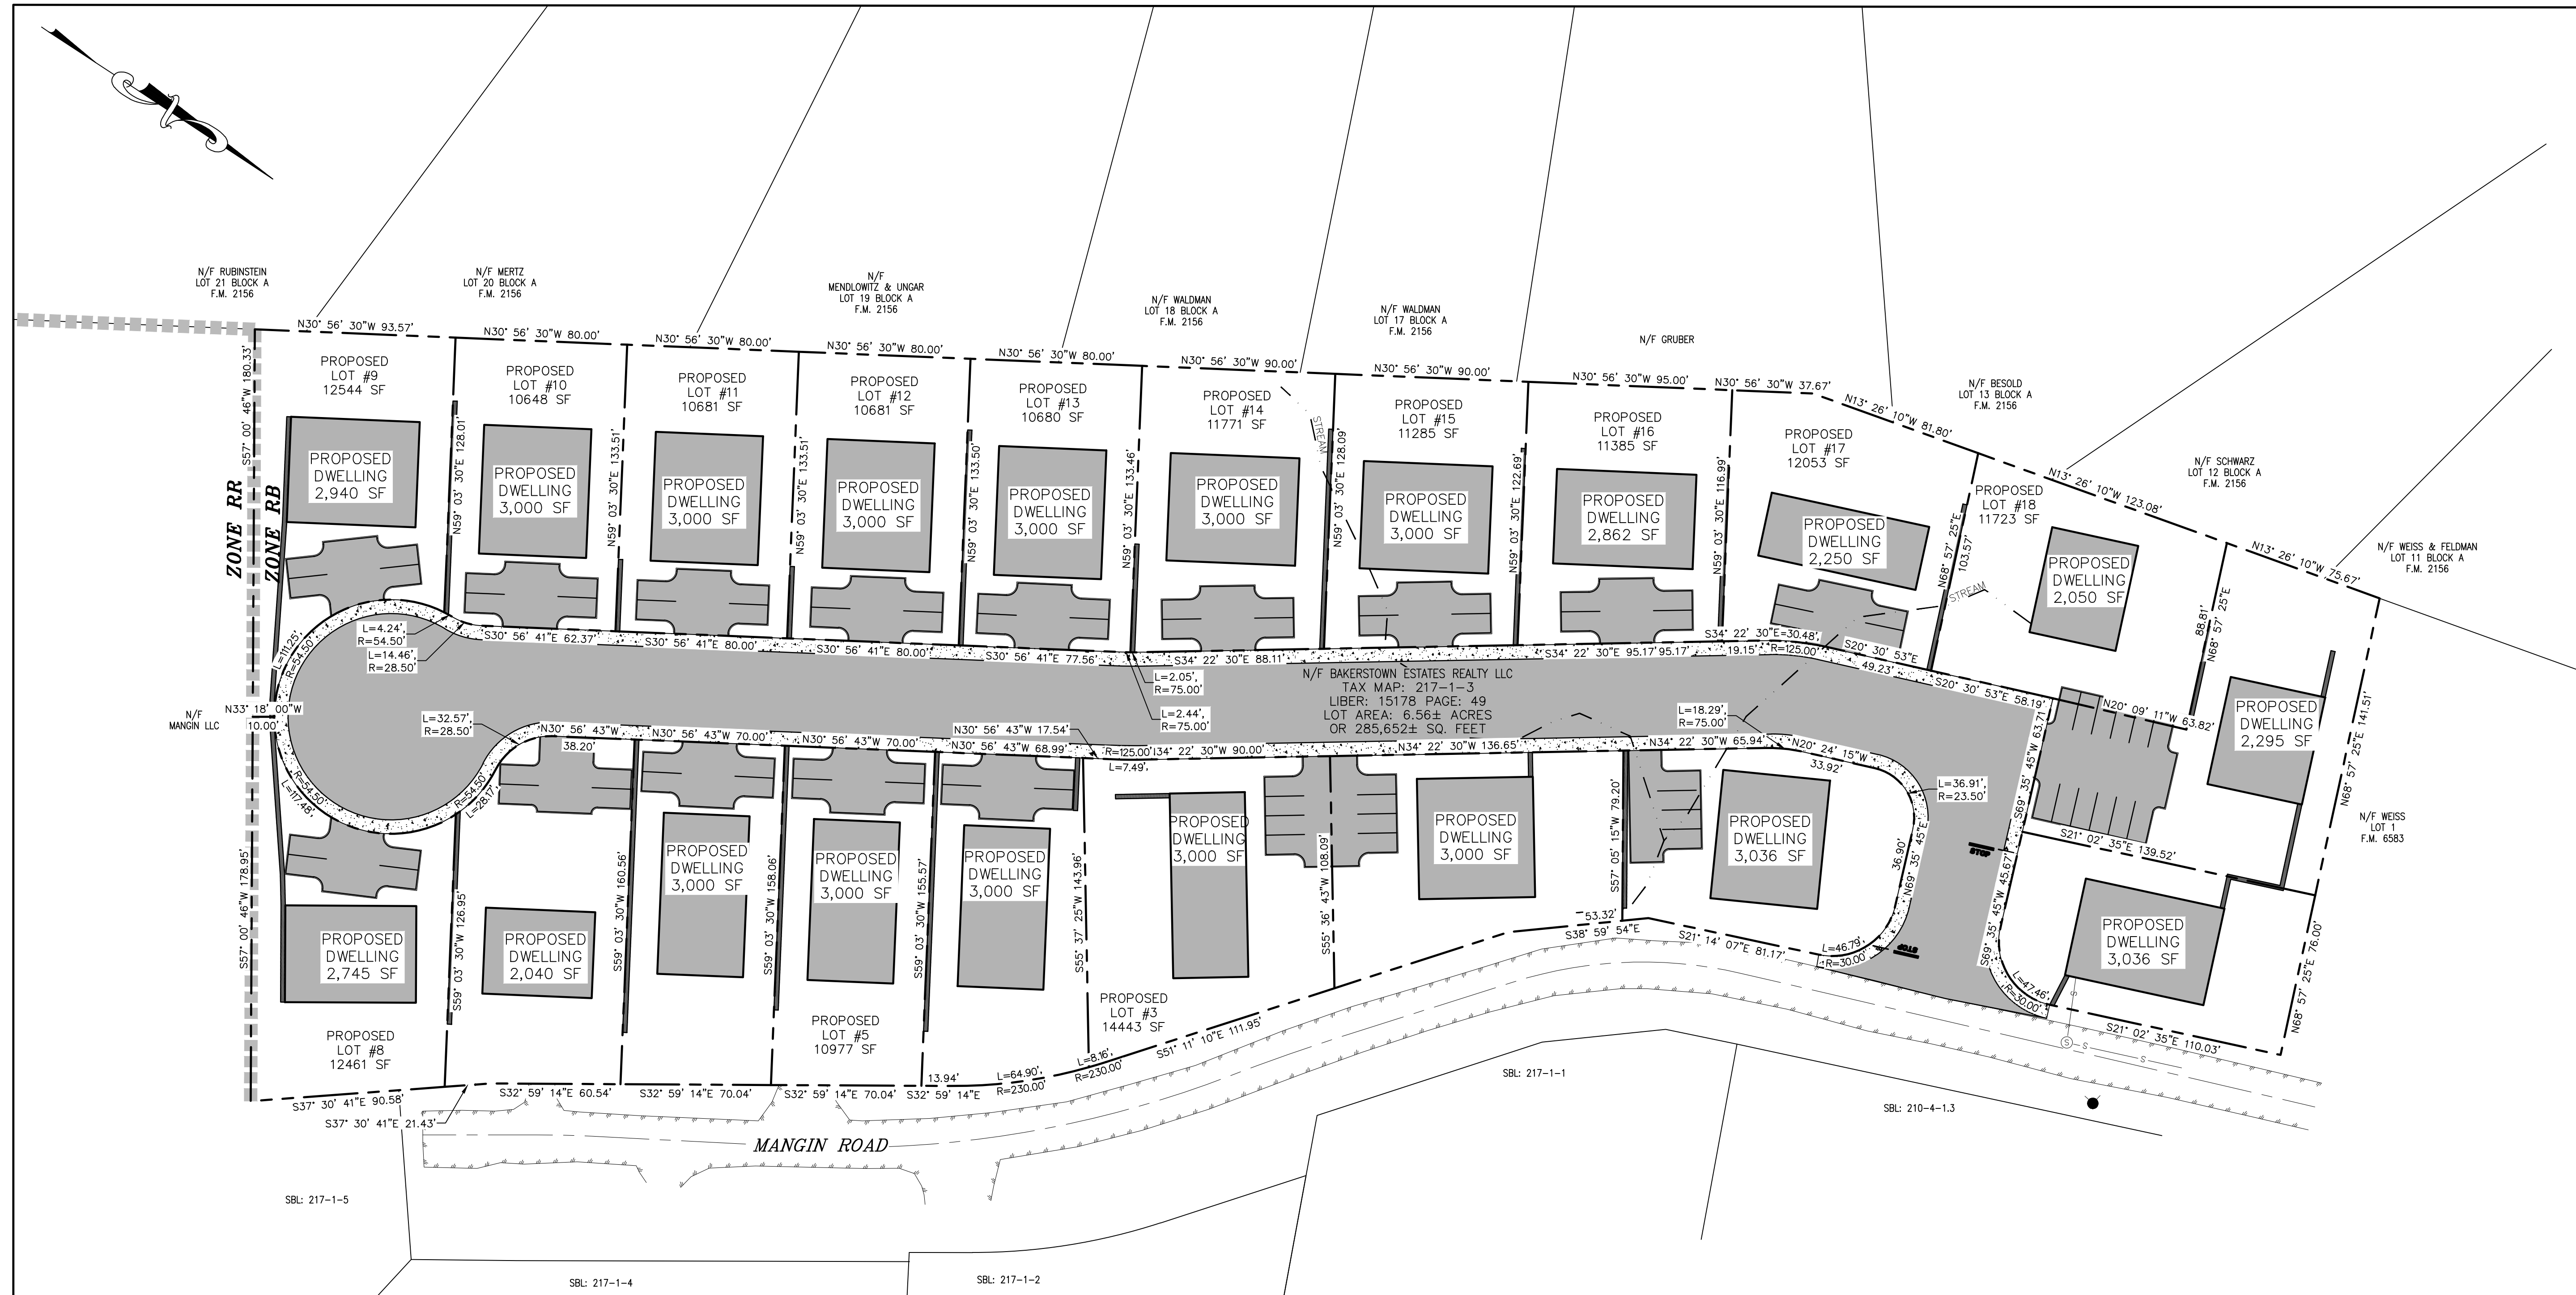 N/F RUBINSTEIN
LOT 21 BLOCK A
F.M. 2156
N/F MERTZ
LOT 20 BLOCK A
F.M. 2156
N/F
MENDLOWITZ & UNGAR
LOT 19 BLOCK A
F.M. 2156
N/F WALDMAN
LOT 18 BLOCK A
F.M. 2156
N/F WALDMAN
LOT 17 BLOCK A
F.M. 2156
N/F GRUBER
N/F BESOLD
LOT 13 BLOCK A
F.M. 2156
N/F SCHWARZ
LOT 12 BLOCK A
F.M. 2156
N/F WEISS & FELDMAN
LOT 11 BLOCK A
F.M. 2156
N/F WEISS
LOT 1
F.M. 6583
N30° 56' 30"W 93.57'
N30° 56' 30"W 80.00'
N30° 56' 30"W 80.00'
N30° 56' 30"W 80.00'
N30° 56' 30"W 80.00'
N30° 56' 30"W 90.00'
N30° 56' 30"W 90.00'
N30° 56' 30"W 95.00'
N30° 56' 30"W 37.67'
N13° 26' 10"W 81.80'
N13° 26' 10"W 123.08'
N13° 26' 10"W 75.67'
PROPOSED
LOT #9
12544 SF
PROPOSED
LOT #10
10648 SF
PROPOSED
LOT #11
10681 SF
PROPOSED
LOT #12
10681 SF
PROPOSED
LOT #13
10680 SF
PROPOSED
LOT #14
11771 SF
PROPOSED
LOT #15
11285 SF
PROPOSED
LOT #16
11385 SF
PROPOSED
LOT #17
12053 SF
PROPOSED
LOT #18
11723 SF
S57° 00' 46"W 180.33'
ZONE RR
ZONE RB
N59° 03' 30"E 128.01'
N59° 03' 30"E 133.51'
N59° 03' 30"E 133.51'
N59° 03' 30"E 133.50'
N59° 03' 30"E 133.46'
STREAM
N59° 03' 30"E 128.09'
N59° 03' 30"E 122.69'
N59° 03' 30"E 116.99'
N68° 57' 25"E
103.57'
STREAM
88.81'
N68° 57' 25"E
N68° 57' 25"E 141.51'
PROPOSED
DWELLING
2,940 SF
PROPOSED
DWELLING
3,000 SF
PROPOSED
DWELLING
3,000 SF
PROPOSED
DWELLING
3,000 SF
PROPOSED
DWELLING
3,000 SF
PROPOSED
DWELLING
3,000 SF
PROPOSED
DWELLING
3,000 SF
PROPOSED
DWELLING
2,862 SF
PROPOSED
DWELLING
2,250 SF
PROPOSED
DWELLING
2,050 SF
PROPOSED
DWELLING
2,295 SF
L=111.25',
R=54.50'
L=4.24',
R=54.50'
L=14.46',
R=28.50'
S30° 56' 41"E 62.37'
S30° 56' 41"E 80.00'
S30° 56' 41"E 80.00'
S30° 56' 41"E 77.56'
S34° 22' 30"E 88.11'
S34° 22' 30"E 95.17'
95.17'
19.15'
S34° 22' 30"E
=30.48',
R=125.00'
S20° 30' 53"E
49.23'
S20° 30' 53"E 58.19'
N20° 09' 11"W 63.82'
L=2.05',
R=75.00'
L=2.44',
R=75.00'
N/F BAKERSTOWN ESTATES REALTY LLC
TAX MAP: 217-1-3
LIBER: 15178 PAGE: 49
LOT AREA: 6.56± ACRES
OR 285,652± SQ. FEET
N/F
MANGIN LLC
N33° 18' 00"W
10.00'
L=32.57',
R=28.50'
N30° 56' 43"W
38.20'
N30° 56' 43"W 70.00'
N30° 56' 43"W 70.00'
N30° 56' 43"W 17.54'
N30° 56' 43"W 68.99'
R=125.00'
L=7.49',
N34° 22' 30"W 90.00'
N34° 22' 30"W 136.65'
N34° 22' 30"W 65.94'
L=18.29',
R=75.00'
N20° 24' 15"W
33.92'
L=36.91',
R=23.50'
S69° 35' 45"W 63.71'
R=54.50'
L=117.48',
R=54.50'
L=28.17',
S57° 00' 46"W 178.95'
S59° 03' 30"W 126.95'
S59° 03' 30"W 160.56'
S59° 03' 30"W 158.06'
S59° 03' 30"W 155.57'
S55° 37' 25"W 143.96'
S55° 36' 43"W 108.09'
S57° 05' 15"W 79.20'
36.90'
N69° 35' 45"E
STOP
STOP
S69° 35' 45"W 45.67'
S21° 02' 35"E 139.52'
N68° 57' 25"E 76.00'
PROPOSED
DWELLING
2,745 SF
PROPOSED
DWELLING
2,040 SF
PROPOSED
DWELLING
3,000 SF
PROPOSED
DWELLING
3,000 SF
PROPOSED
DWELLING
3,000 SF
PROPOSED
DWELLING
3,000 SF
PROPOSED
DWELLING
3,000 SF
PROPOSED
DWELLING
3,036 SF
PROPOSED
DWELLING
3,036 SF
PROPOSED
LOT #8
12461 SF
PROPOSED
LOT #5
10977 SF
PROPOSED
LOT #3
14443 SF
53.32'
S38° 59' 54"E
S21° 14' 07"E 81.17'
L=46.79',
R=30.00'
L=47.46',
R=30.00'
S21° 02' 35"E 110.03'
S
S
S
S
S51° 11' 10"E 111.95'
L=8.16',
R=230.00'
L=64.90',
R=230.00'
13.94'
S32° 59' 14"E
S32° 59' 14"E 70.04'
S32° 59' 14"E 70.04'
S32° 59' 14"E 60.54'
S37° 30' 41"E 90.58'
S37° 30' 41"E 21.43'
MANGIN ROAD
SBL: 217-1-1
SBL: 210-4-1.3
SBL: 217-1-5
SBL: 217-1-4
SBL: 217-1-2